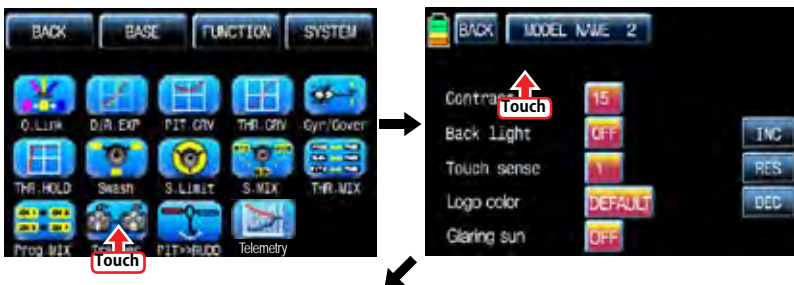 BACK BASE FUNCTION SYSTEM
Q.Link D/R.EXP PIT.CRV THR.CRV Gyr/Gover
THR.HOLD Swash S.Limit S.MIX THR.MIX
Prog.MIX PIT>>RUDD Telemetry
Touch
BACK MODEL NAME 2
Touch
15
Back light OFF INC
Touch sense 1 RES
Logo color DEFAULT DEC
Glaring sun OFF